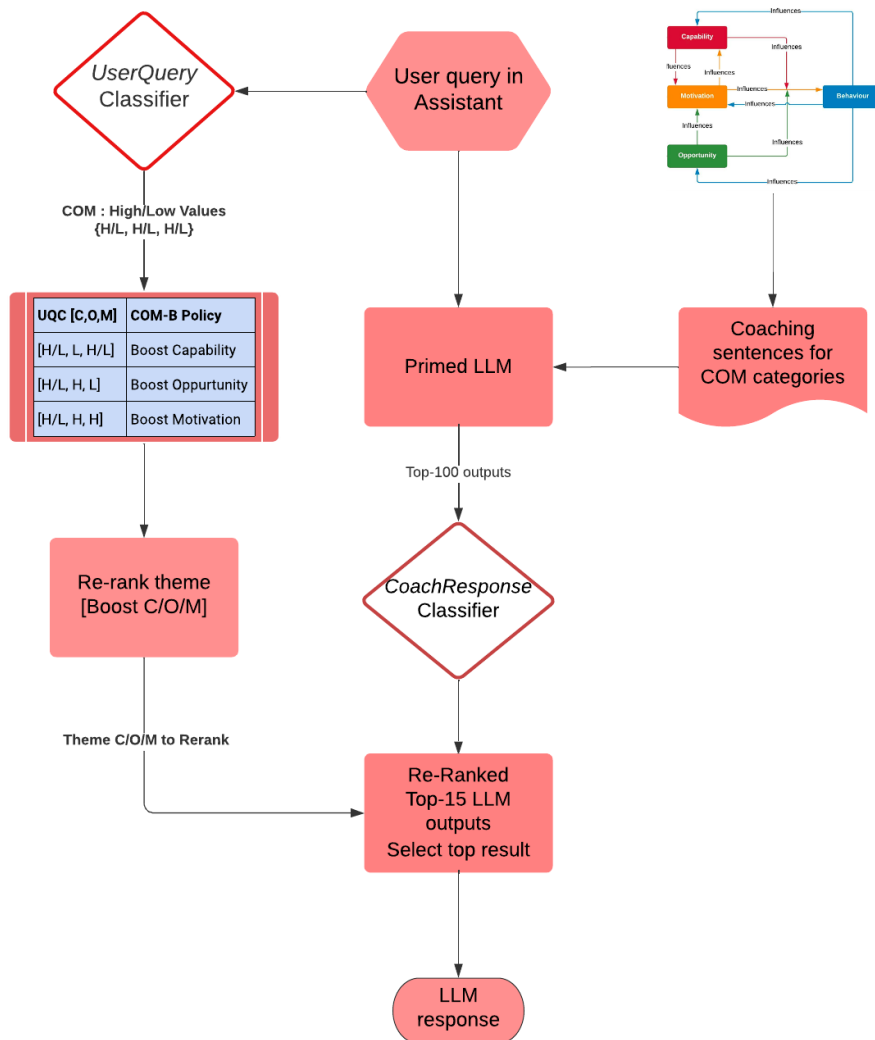 UserQuery
Classifier
User query in
Assistant
Influences
Capability
Influences
fluences
Influences
Motivation
Influences
Behaviour
Influences
Influences
Influences
Opportunity
Influences
COM : High/Low Values
{H/L, H/L, H/L}
UQC [C,O,M]
COM-B Policy
[H/L, L, H/L]
Boost Capability
[H/L, H, L]
Boost Oppurtunity
[H/L, H, H]
Boost Motivation
Primed LLM
Coaching
sentences for
COM categories
Top-100 outputs
Re-rank theme
[Boost C/O/M]
CoachResponse
Classifier
Theme C/O/M to Rerank
Re-Ranked
Top-15 LLM
outputs
Select top result
LLM
response